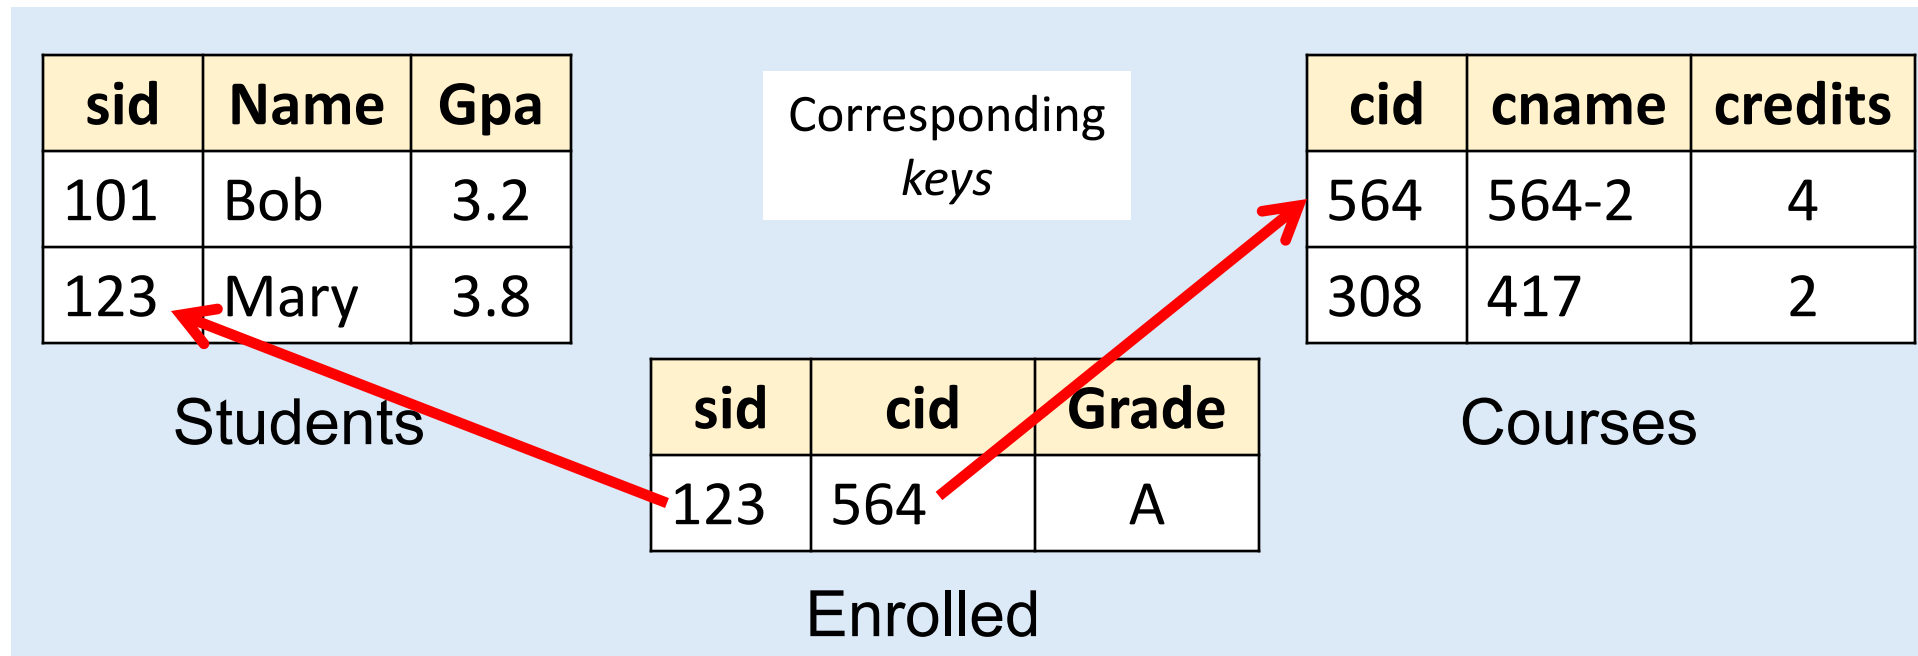 sid Name Gpa
101 Bob 3.2
123 Mary 3.8
Students
Corresponding
keys
cid cname credits
564 564-2 4
308 417 2
Courses
sid cid Grade
123 564 A
Enrolled